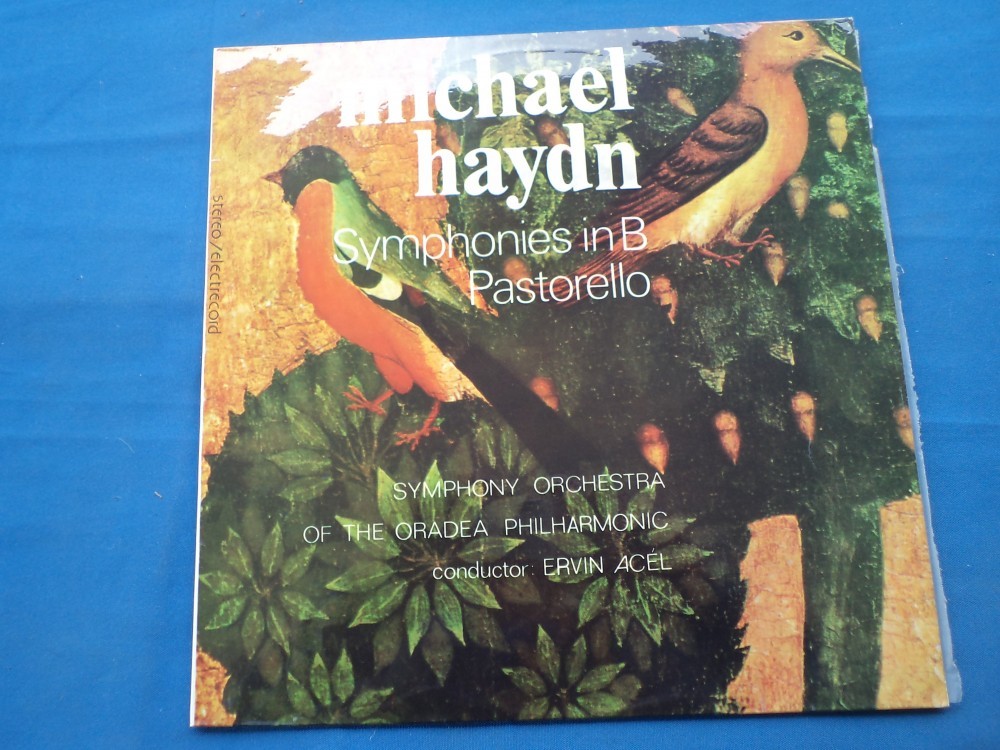 michael
haydn
Symphonies in B
Pastorello
stereo/electrecord
SYMPHONY ORCHESTRA
OF THE ORADEA PHILHARMONIC
conductor: ERVIN ACÉL